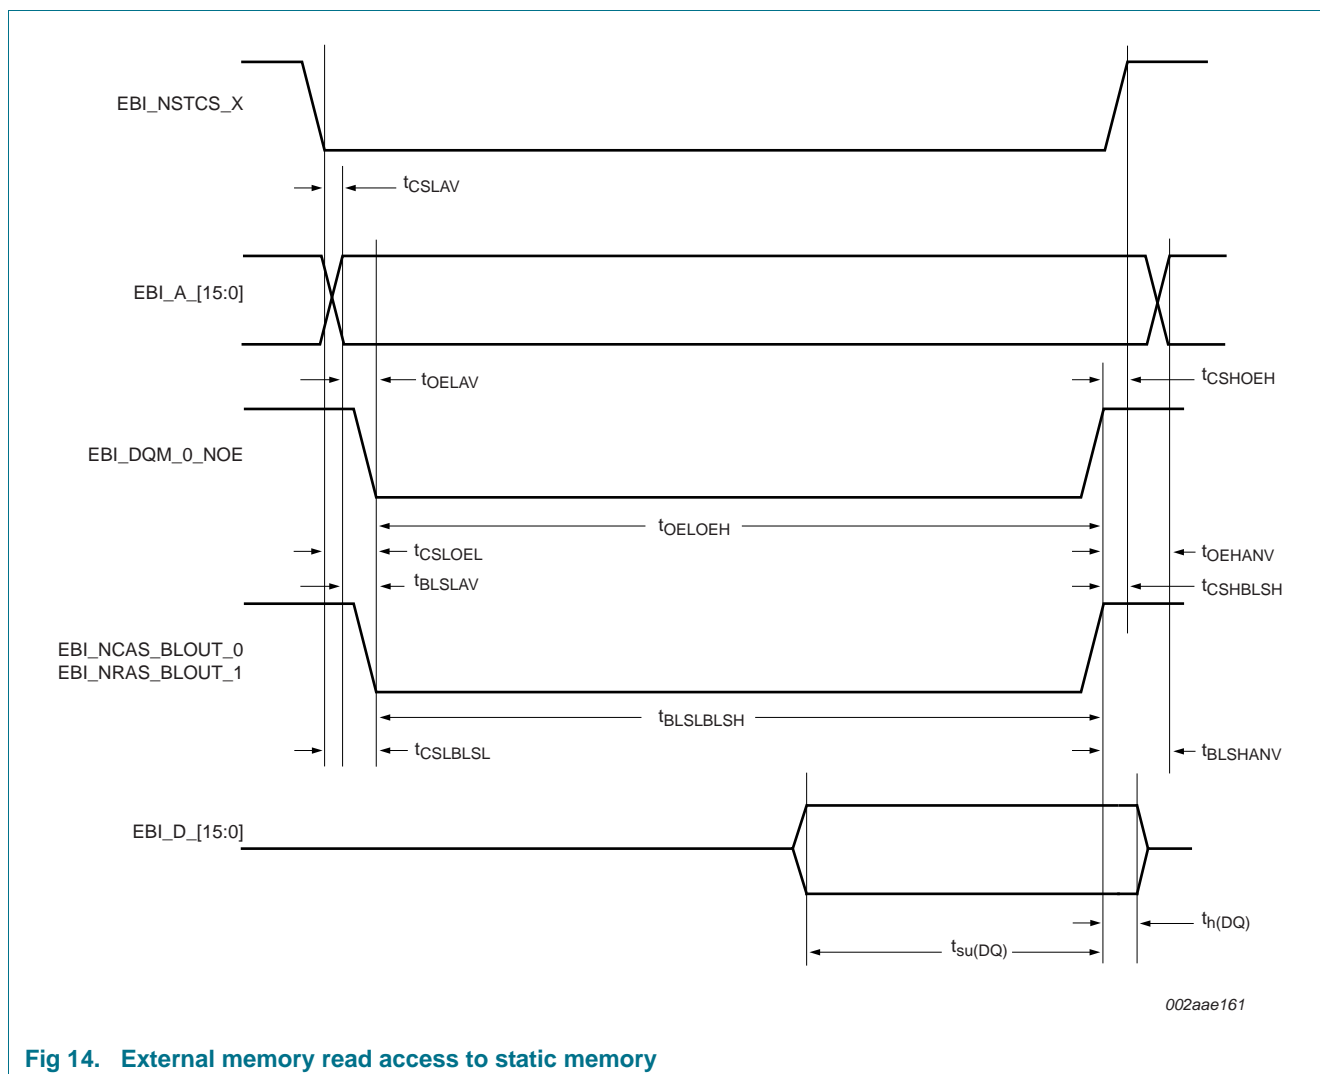 EBI_NSTCS_X
tCSLAV
EBI_A_[15:0]
tOELAV
tCSHOEH
EBI_DQM_0_NOE
tOELOEH
tCSLOEL
tOEHANV
tBLSLAV
tCSHBLSH
EBI_NCAS_BLOUT_0
EBI_NRAS_BLOUT_1
tBLSLBLSH
tCSLBLSL
tBLSHANV
EBI_D_[15:0]
th(DQ)
tsu(DQ)
002aae161
Fig 14. External memory read access to static memory